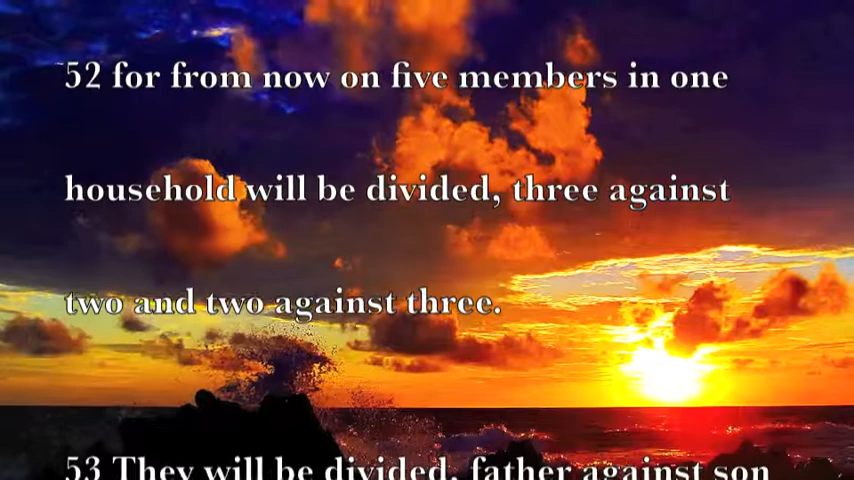 52 for from now on five members in one
household will be divided, three against
two and two against three.
53 They will be divided, father against son